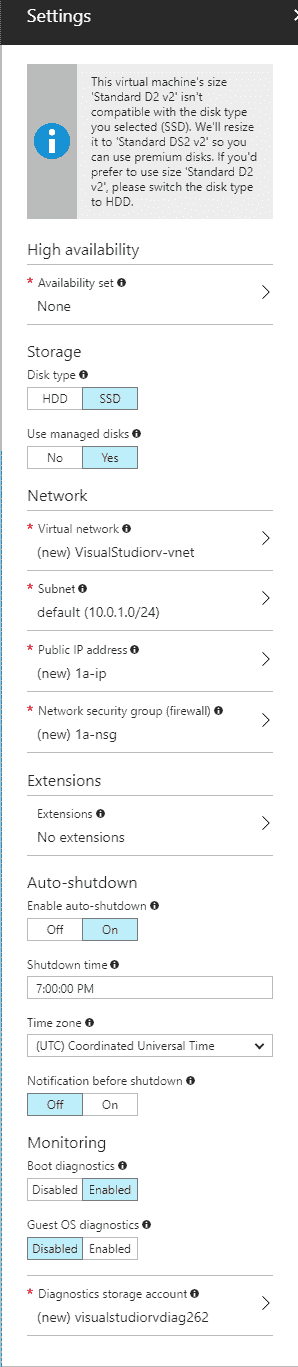 Settings
This virtual machine's size
'Standard D2 v2' isn't
compatible with the disk type
you selected (SSD). We'll resize
it to 'Standard DS2 v2' so you
can use premium disks. If you'd
prefer to use size 'Standard D2
v2', please switch the disk type
to HDD.
High availability
* Availability set
None
Storage
Disk type
HDD SSD
Use managed disks
No Yes
Network
* Virtual network
(new) VisualStudiorv-vnet
* Subnet
default (10.0.1.0/24)
* Public IP address
(new) 1a-ip
* Network security group (firewall)
(new) 1a-nsg
Extensions
Extensions
No extensions
Auto-shutdown
Enable auto-shutdown
Off On
Shutdown time
7:00:00 PM
Time zone
(UTC) Coordinated Universal Time
Notification before shutdown
Off On
Monitoring
Boot diagnostics
Disabled Enabled
Guest OS diagnostics
Disabled Enabled
* Diagnostics storage account
(new) visualstudiorvdiag262